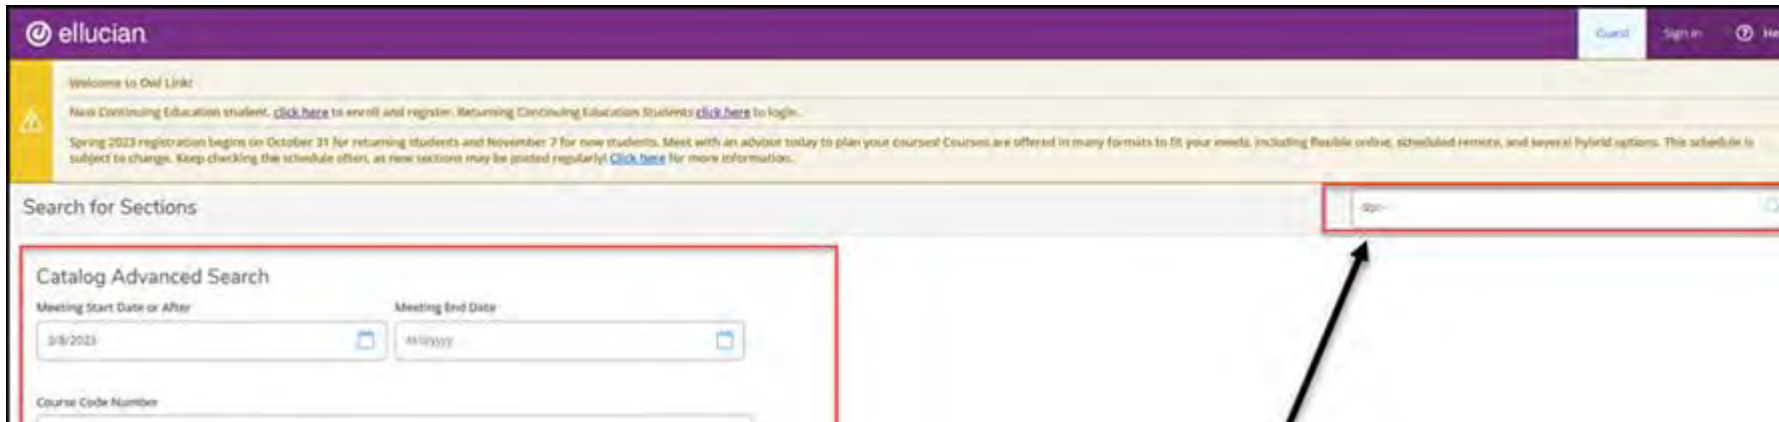 ellucian
Guest
Sign in
Welcome to Owl Link!
New Continuing Education student, click here to enroll and register. Returning Continuing Education Students click here to login.
Spring 2023 registration begins on October 31 for returning students and November 7 for new students. Meet with an advisor today to plan your courses! Courses are offered in many formats to fit your needs, including flexible online, scheduled remote, and several hybrid options. This schedule is
subject to change. Keep checking the schedule often, as new sections may be posted regularly! Click here for more information.
Search for Sections
Catalog Advanced Search
Meeting Start Date or After
Meeting End Date
3/8/2023
Course Code Number